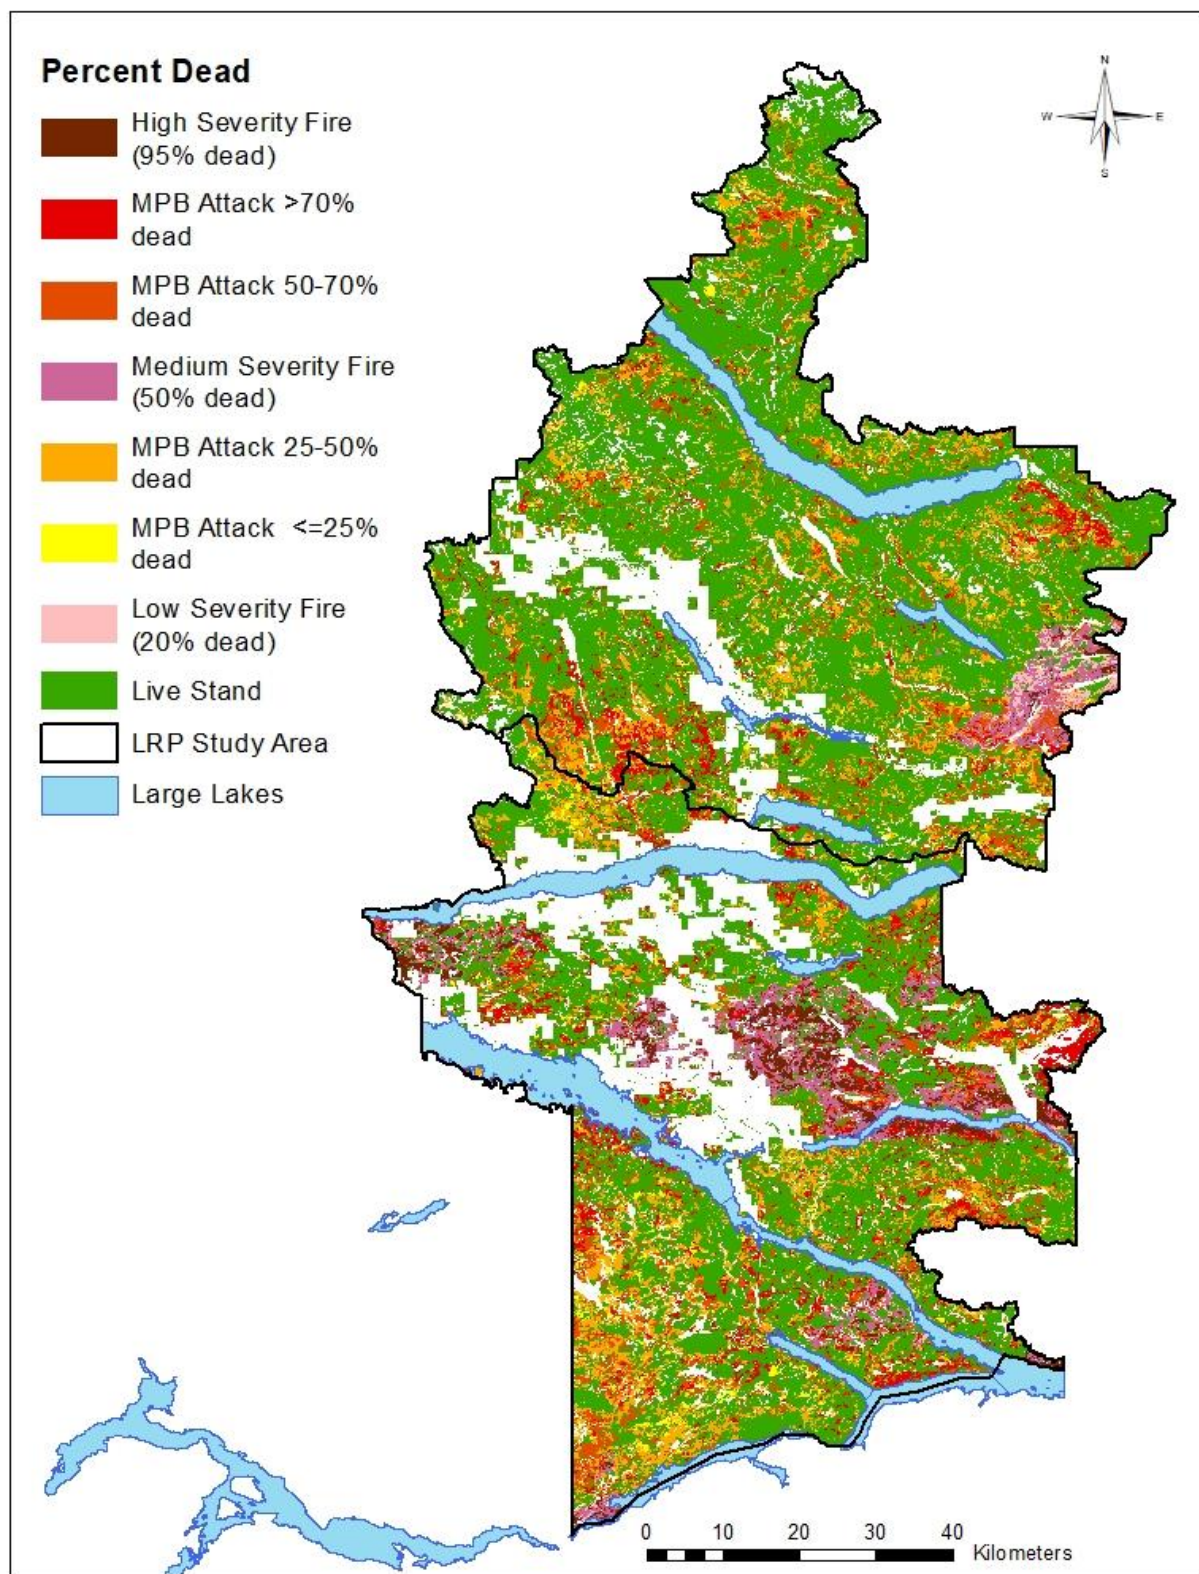 Percent Dead
High Severity Fire
(95% dead)
MPB Attack >70%
dead
MPB Attack 50-70%
dead
Medium Severity Fire
(50% dead)
MPB Attack 25-50%
dead
MPB Attack <=25%
dead
Low Severity Fire
(20% dead)
Live Stand
LRP Study Area
Large Lakes
N
W E
S
0 10 20 30 40
Kilometers